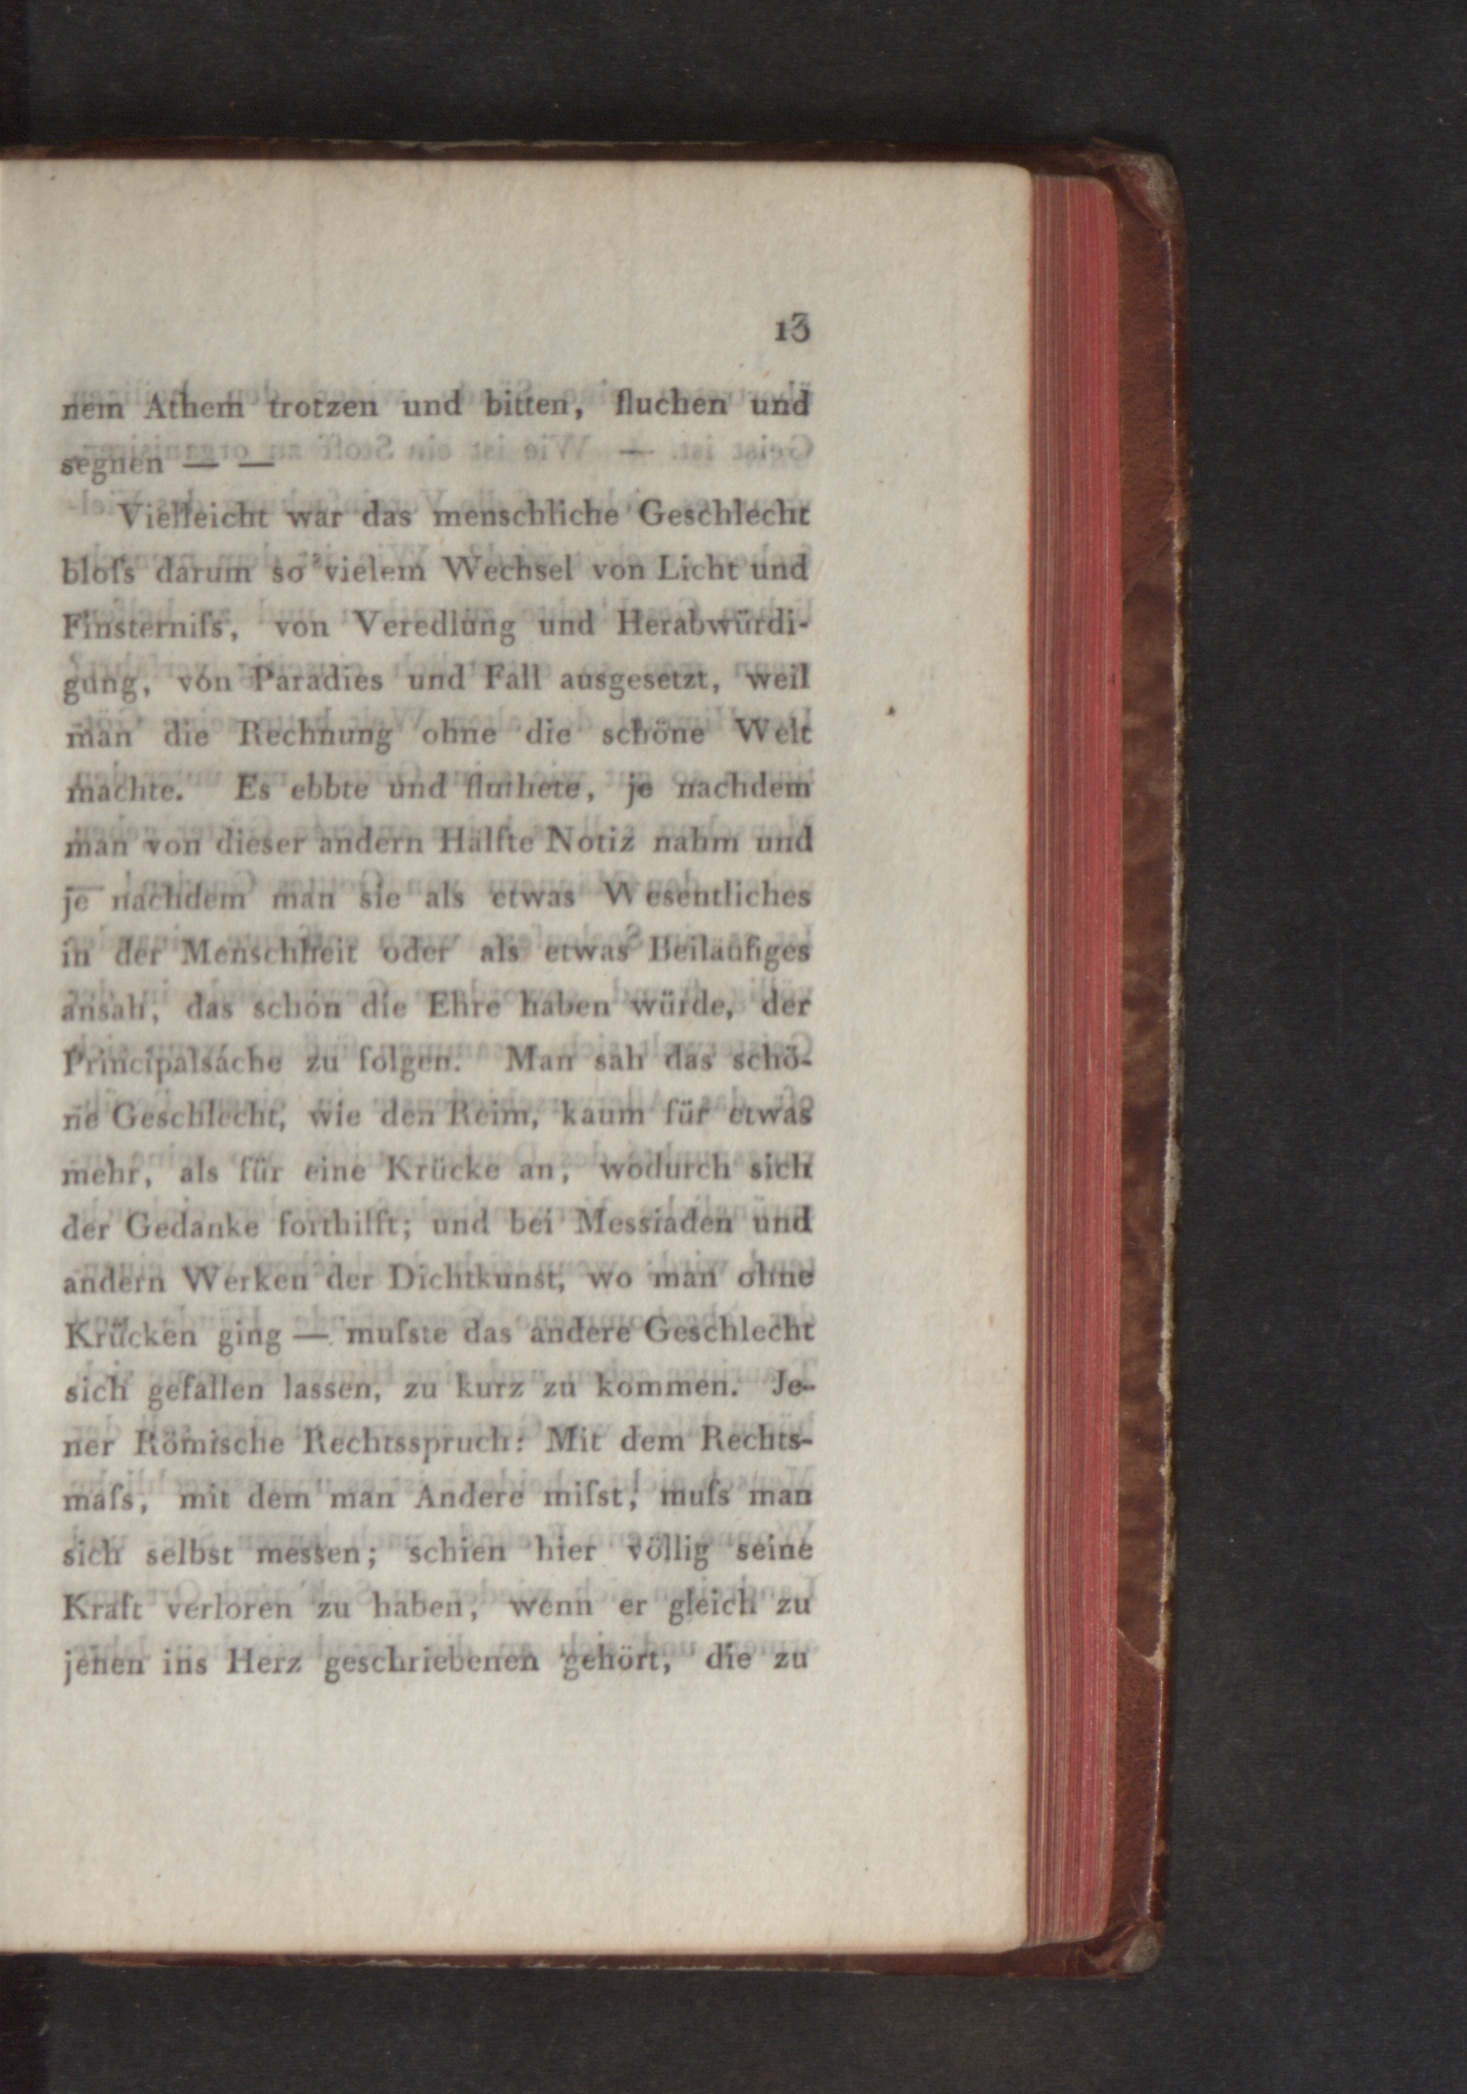 13
nem Athem trotzen und bitten, fluchen und
segnen — —
Vielleicht war das menschliche Geschlecht
bloſs darum so vielem Wechsel von Licht und
Finsterniſs, von Veredlung und Herabwürdi-
gung, von Paradies und Fall ausgesetzt, weil
man die Rechnung ohne die schöne Welt
machte. Es ebbte und fluthete, je nachdem
man von dieser andern Hälfte Notiz nahm und
je nachdem man sie als etwas Wesentliches
in der Menschheit oder als etwas Beiläufiges
ansah, das schon die Ehre haben würde, der
Principalsache zu folgen. Man sah das schö-
ne Geschlecht, wie den Reim, kaum für etwas
mehr, als für eine Krücke an, wodurch sich
der Gedanke forthilft; und bei Messiaden und
andern Werken der Dichtkunst, wo man ohne
Krücken ging — muſste das andere Geschlecht
sich gefallen lassen, zu kurz zu kommen. Je-
ner Römische Rechtsspruch: Mit dem Rechts-
maſs, mit dem man Andere miſst, muſs man
sich selbst messen; schien hier völlig seine
Kraft verloren zu haben, wenn er gleich zu
jenen ins Herz geschriebenen gehört, die zu